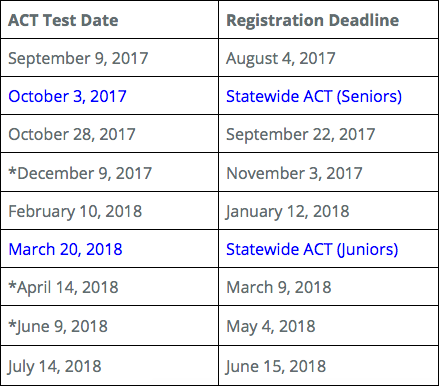 ACT Test Date Registration Deadline
September 9, 2017 August 4, 2017
October 3, 2017 Statewide ACT (Seniors)
October 28, 2017 September 22, 2017
*December 9, 2017 November 3, 2017
February 10, 2018 January 12, 2018
March 20, 2018 Statewide ACT (Juniors)
*April 14, 2018 March 9, 2018
*June 9, 2018 May 4, 2018
July 14, 2018 June 15, 2018